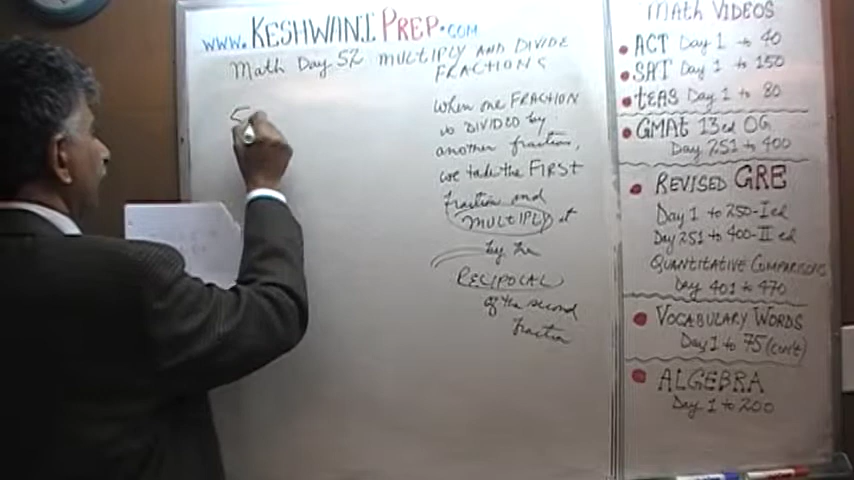 www.KESHWANIPREP.com
Math Day 52 MULTIPLY AND DIVIDE
FRACTIONS
5
When one FRACTION
is DIVIDED by
another fraction,
we take the FIRST
fraction and
MULTIPLY it
by the
RECIPOCAL
of the second
fraction
Math VIDEOS
ACT Day 1 to 40
SAT Day 1 to 150
tEAS Day 1 to 80
GMAt 13 ed OG
Day 251 to 400
REVISED GRE
Day 1 to 250-I ed
Day 251 to 400-II ed
QUANTITATIVE COMPARISONS
Day 401 to 470
VOCABULARY WORDS
Day 1 to 75 (con't)
ALGEBRA
Day 1 to 200